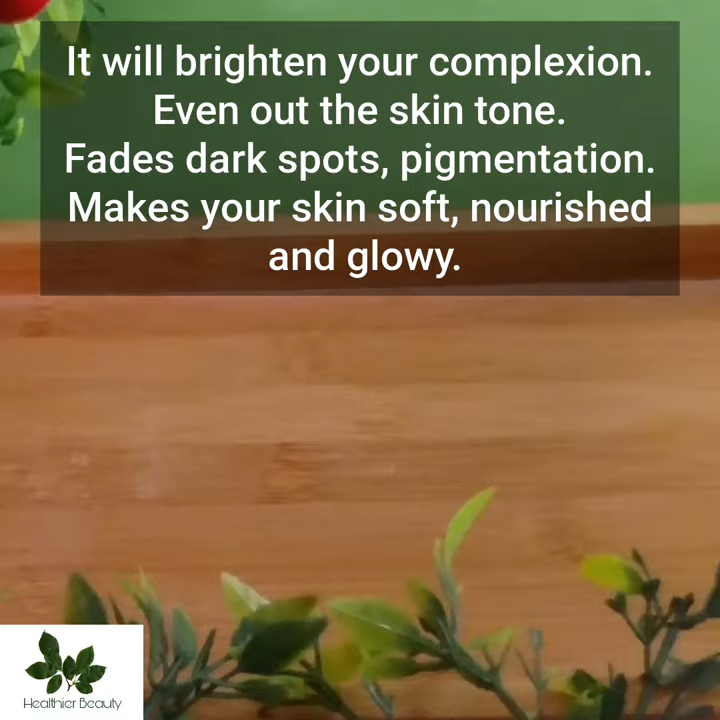 It will brighten your complexion.
Even out the skin tone.
Fades dark spots, pigmentation.
Makes your skin soft, nourished
and glowy.
Healthier Beauty